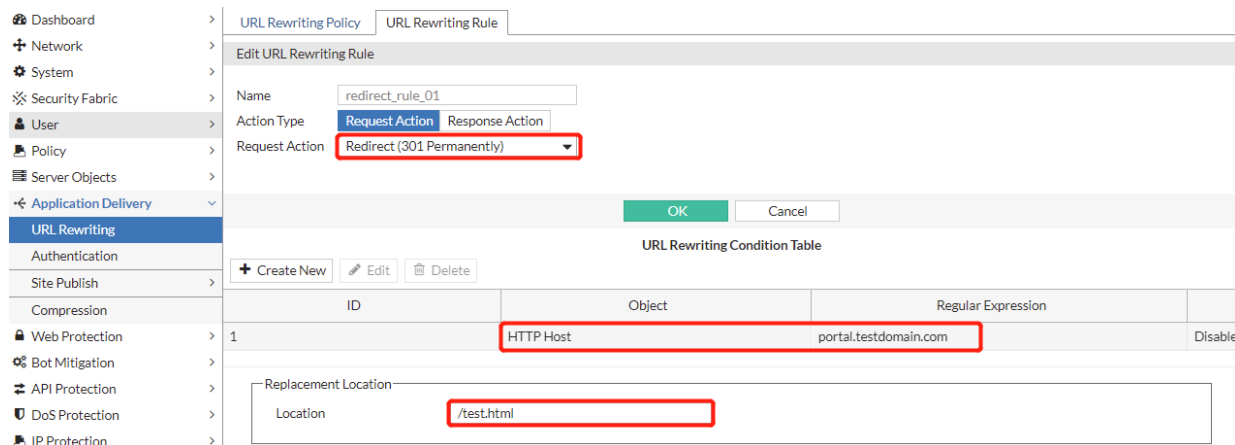 Dashboard
Network
System
Security Fabric
User
Policy
Server Objects
Application Delivery
URL Rewriting
Authentication
Site Publish
Compression
Web Protection
Bot Mitigation
API Protection
DoS Protection
IP Protection
URL Rewriting Policy
URL Rewriting Rule
Edit URL Rewriting Rule
Name redirect_rule_01
Action Type Request Action Response Action
Request Action Redirect (301 Permanently)
OK Cancel
URL Rewriting Condition Table
+ Create New Edit Delete
ID Object Regular Expression
1 HTTP Host portal.testdomain.com Disable
Replacement Location
Location /test.html